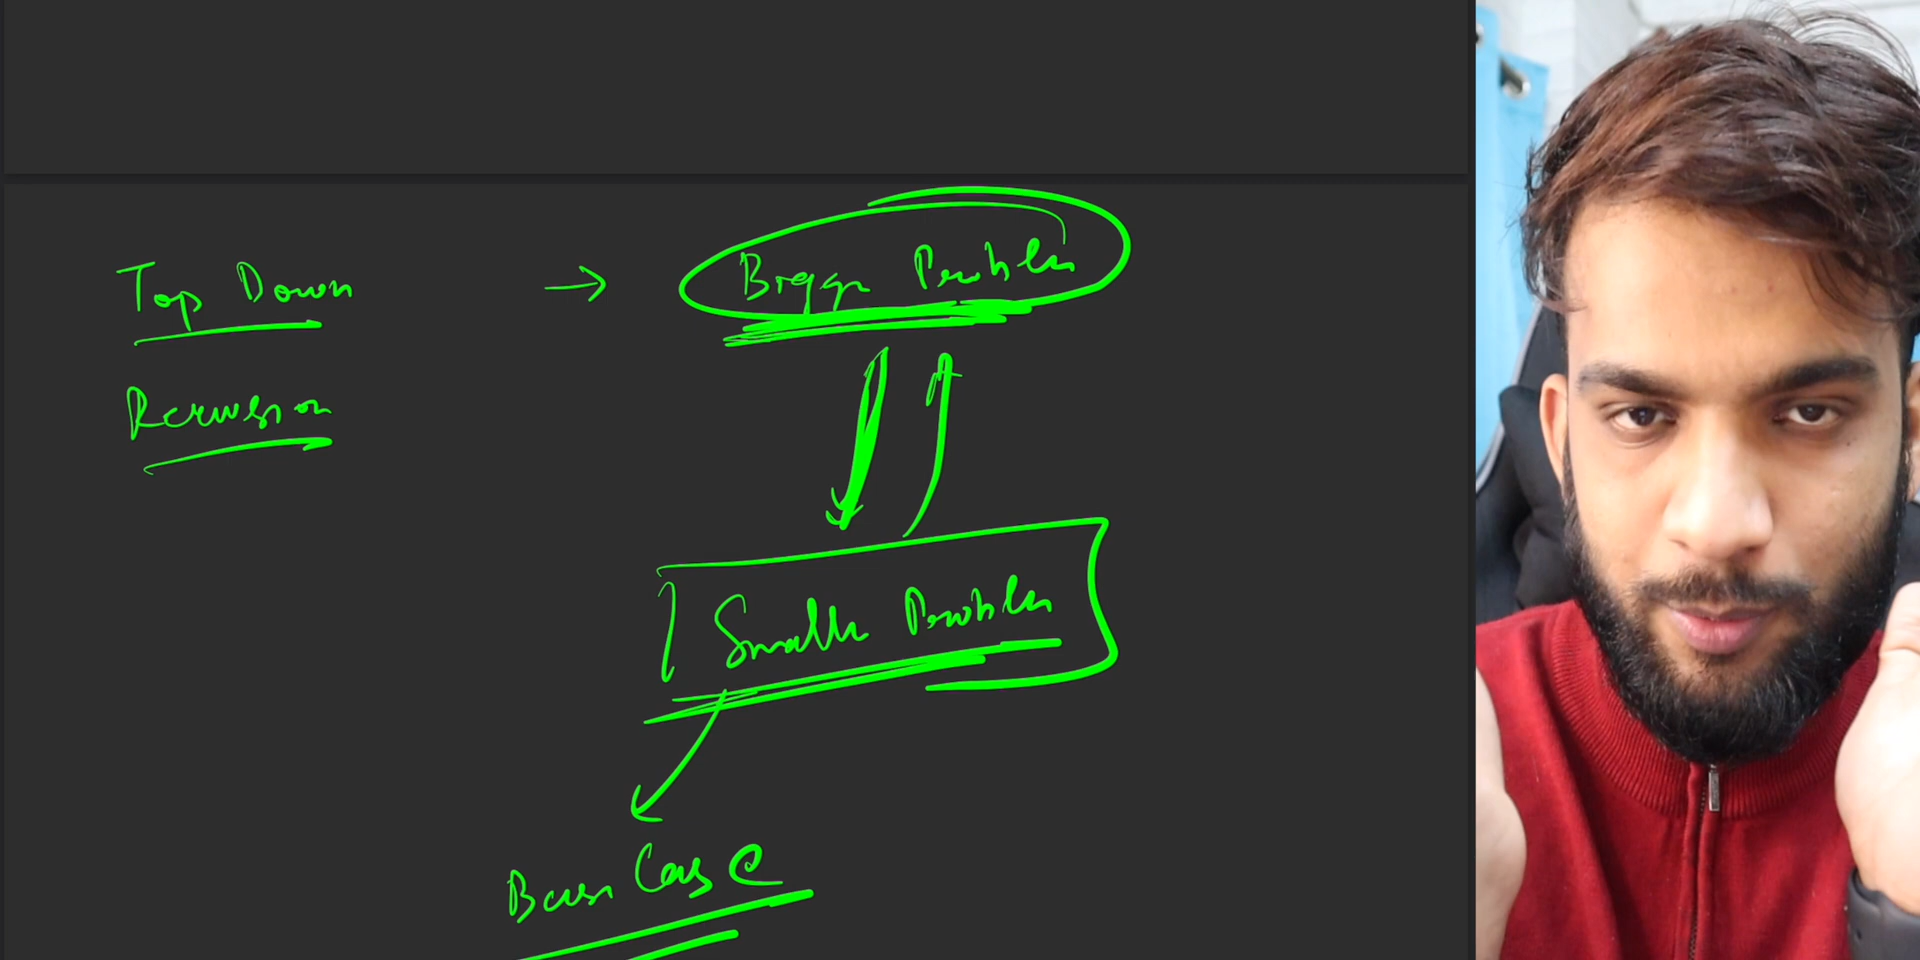 Top Down → Bigger Problem
Recursion
Smaller Problem
Base Case